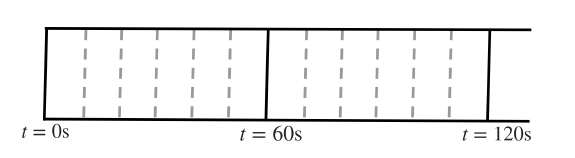 t = 0s
t = 60s
t = 120s